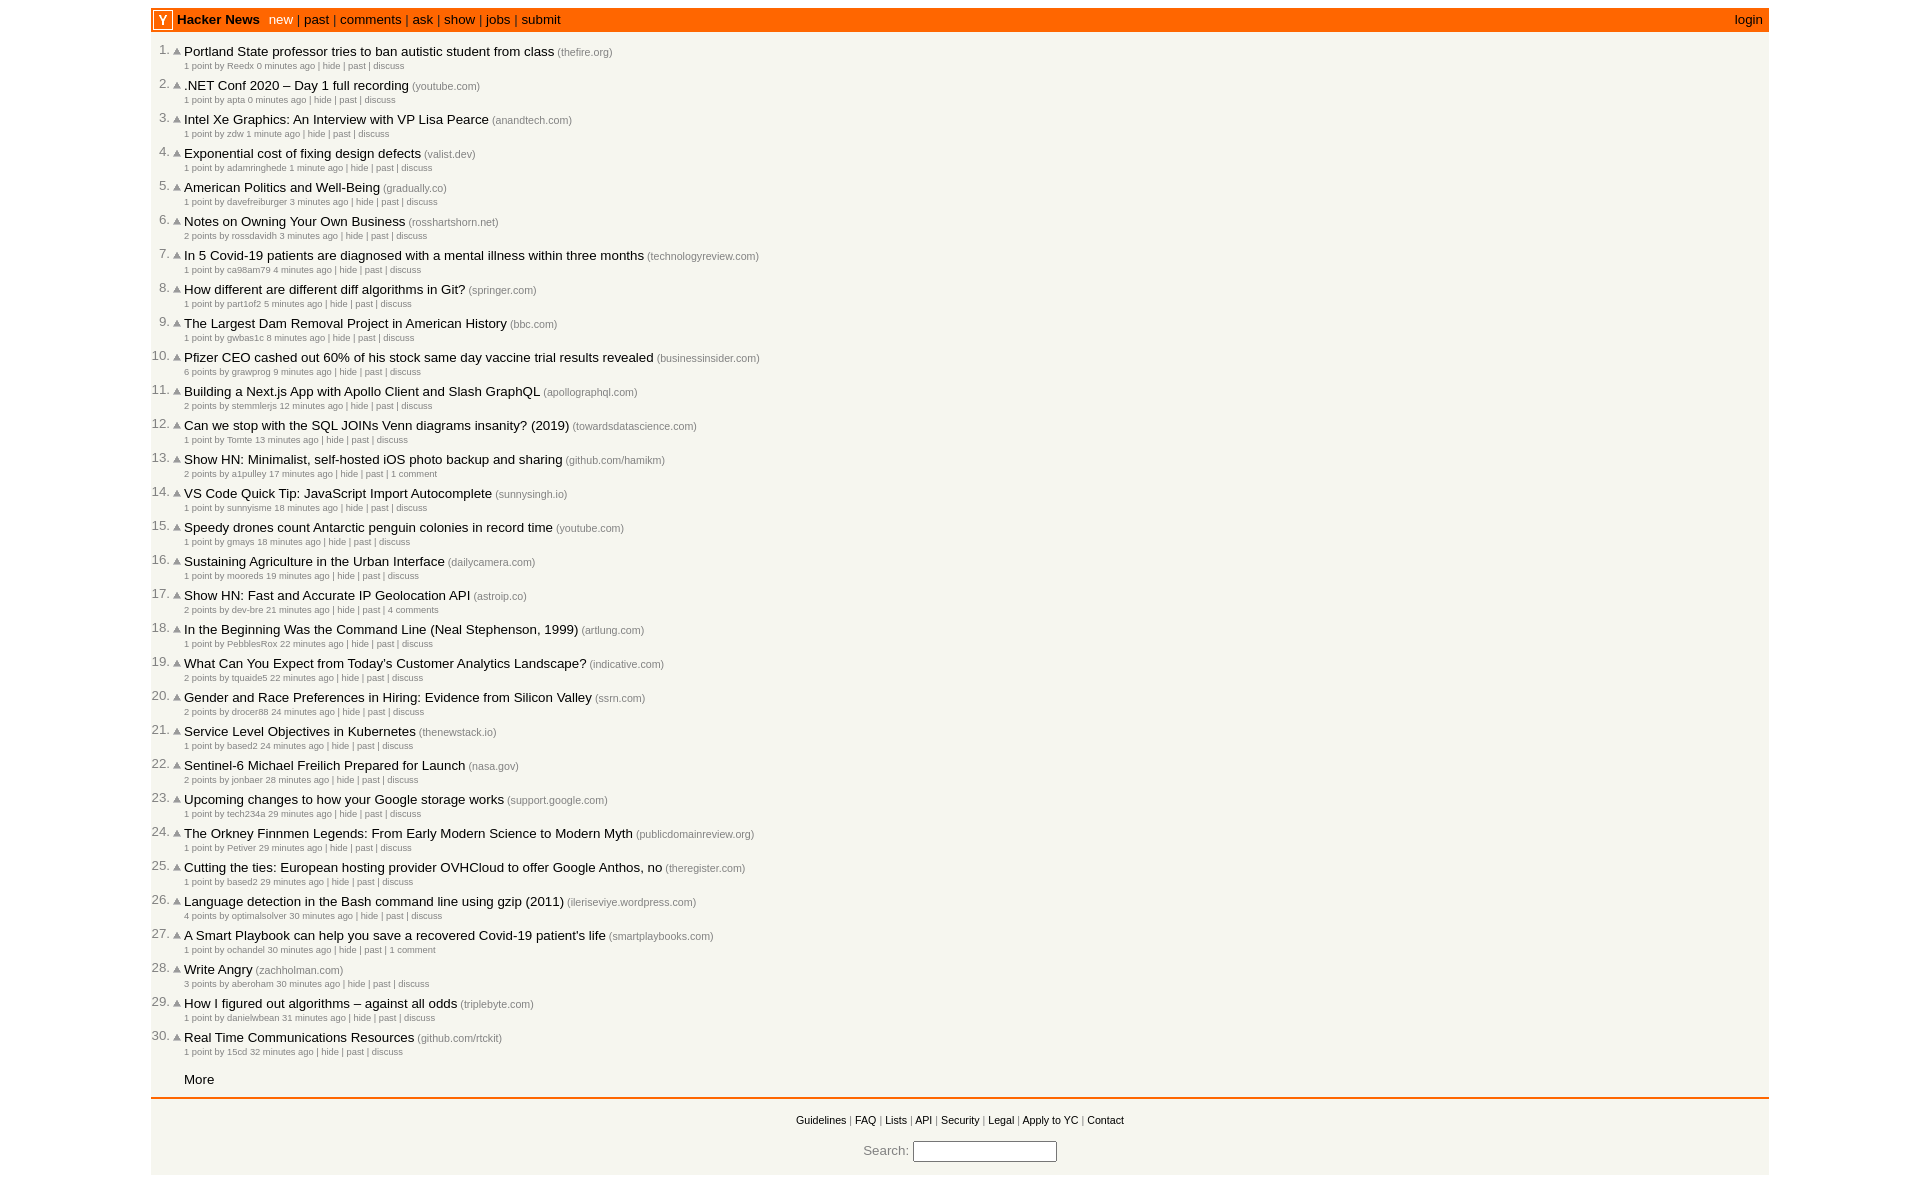 Y Hacker News new | past | comments | ask | show | jobs | submit login
1. Portland State professor tries to ban autistic student from class (thefire.org)
1 point by Reedx 0 minutes ago | hide | past | discuss
2. .NET Conf 2020 – Day 1 full recording (youtube.com)
1 point by apta 0 minutes ago | hide | past | discuss
3. Intel Xe Graphics: An Interview with VP Lisa Pearce (anandtech.com)
1 point by zdw 1 minute ago | hide | past | discuss
4. Exponential cost of fixing design defects (valist.dev)
1 point by adamringhede 1 minute ago | hide | past | discuss
5. American Politics and Well-Being (gradually.co)
1 point by davefreiburger 3 minutes ago | hide | past | discuss
6. Notes on Owning Your Own Business (rosshartshorn.net)
2 points by rossdavidh 3 minutes ago | hide | past | discuss
7. In 5 Covid-19 patients are diagnosed with a mental illness within three months (technologyreview.com)
1 point by ca98am79 4 minutes ago | hide | past | discuss
8. How different are different diff algorithms in Git? (springer.com)
1 point by part1of2 5 minutes ago | hide | past | discuss
9. The Largest Dam Removal Project in American History (bbc.com)
1 point by gwbas1c 8 minutes ago | hide | past | discuss
10. Pfizer CEO cashed out 60% of his stock same day vaccine trial results revealed (businessinsider.com)
6 points by grawprog 9 minutes ago | hide | past | discuss
11. Building a Next.js App with Apollo Client and Slash GraphQL (apollographql.com)
2 points by stemmlerjs 12 minutes ago | hide | past | discuss
12. Can we stop with the SQL JOINs Venn diagrams insanity? (2019) (towardsdatascience.com)
1 point by Tomte 13 minutes ago | hide | past | discuss
13. Show HN: Minimalist, self-hosted iOS photo backup and sharing (github.com/hamikm)
2 points by a1pulley 17 minutes ago | hide | past | 1 comment
14. VS Code Quick Tip: JavaScript Import Autocomplete (sunnysingh.io)
1 point by sunnyisme 18 minutes ago | hide | past | discuss
15. Speedy drones count Antarctic penguin colonies in record time (youtube.com)
1 point by gmays 18 minutes ago | hide | past | discuss
16. Sustaining Agriculture in the Urban Interface (dailycamera.com)
1 point by mooreds 19 minutes ago | hide | past | discuss
17. Show HN: Fast and Accurate IP Geolocation API (astroip.co)
2 points by dev-bre 21 minutes ago | hide | past | 4 comments
18. In the Beginning Was the Command Line (Neal Stephenson, 1999) (artlung.com)
1 point by PebblesRox 22 minutes ago | hide | past | discuss
19. What Can You Expect from Today’s Customer Analytics Landscape? (indicative.com)
2 points by tquaide5 22 minutes ago | hide | past | discuss
20. Gender and Race Preferences in Hiring: Evidence from Silicon Valley (ssrn.com)
2 points by drocer88 24 minutes ago | hide | past | discuss
21. Service Level Objectives in Kubernetes (thenewstack.io)
1 point by based2 24 minutes ago | hide | past | discuss
22. Sentinel-6 Michael Freilich Prepared for Launch (nasa.gov)
2 points by jonbaer 28 minutes ago | hide | past | discuss
23. Upcoming changes to how your Google storage works (support.google.com)
1 point by tech234a 29 minutes ago | hide | past | discuss
24. The Orkney Finnmen Legends: From Early Modern Science to Modern Myth (publicdomainreview.org)
1 point by Petiver 29 minutes ago | hide | past | discuss
25. Cutting the ties: European hosting provider OVHCloud to offer Google Anthos, no (theregister.com)
1 point by based2 29 minutes ago | hide | past | discuss
26. Language detection in the Bash command line using gzip (2011) (ileriseviye.wordpress.com)
4 points by optimalsolver 30 minutes ago | hide | past | discuss
27. A Smart Playbook can help you save a recovered Covid-19 patient's life (smartplaybooks.com)
1 point by ochandel 30 minutes ago | hide | past | 1 comment
28. Write Angry (zachholman.com)
3 points by aberoham 30 minutes ago | hide | past | discuss
29. How I figured out algorithms – against all odds (triplebyte.com)
1 point by danielwbean 31 minutes ago | hide | past | discuss
30. Real Time Communications Resources (github.com/rtckit)
1 point by 15cd 32 minutes ago | hide | past | discuss
More
Guidelines | FAQ | Lists | API | Security | Legal | Apply to YC | Contact
Search: